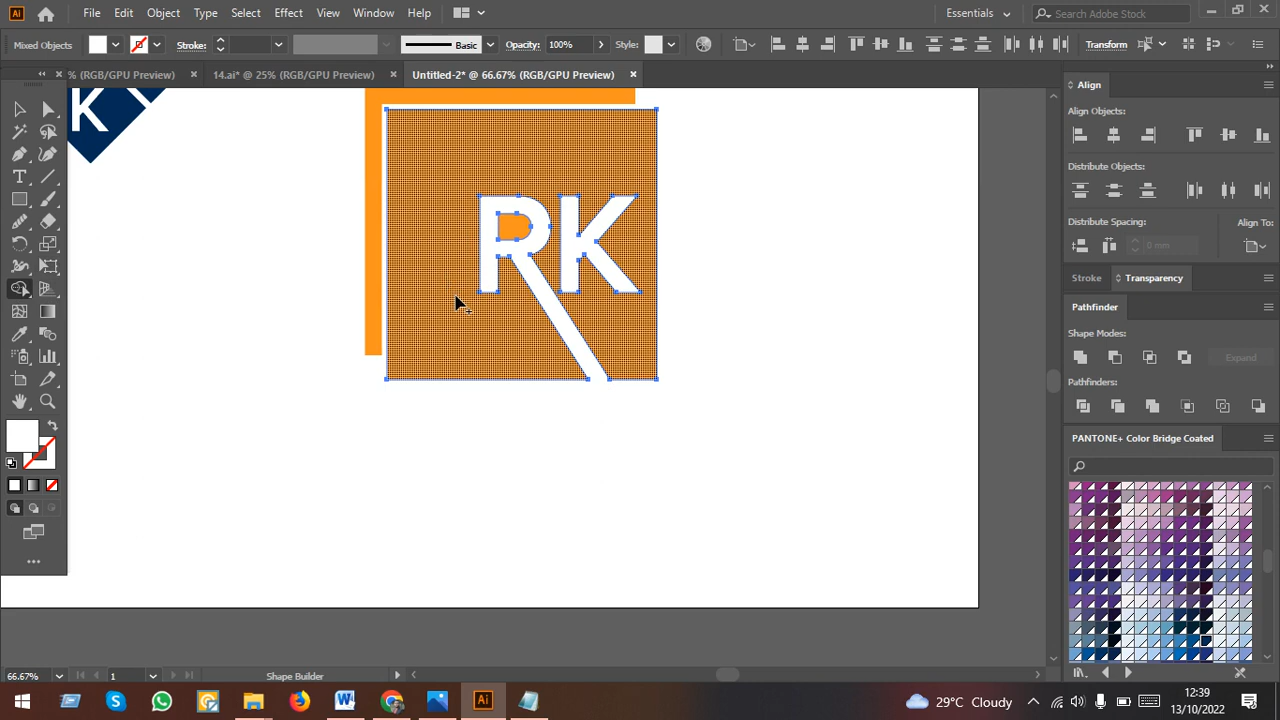 Ai File Edit Object Type Select Effect View Window Help Essentials Search Adobe Stock
Mixed Objects Stroke: Basic Opacity: 100% Style: Transform
% (RGB/GPU Preview) × 14.ai* @ 25% (RGB/GPU Preview) × Untitled-2* @ 66.67% (RGB/GPU Preview) ×
Align
Align Objects:
Distribute Objects:
Distribute Spacing: Align To:
0 mm
Stroke Transparency
Pathfinder
Shape Modes:
Expand
Pathfinders:
PANTONE+ Color Bridge Coated
K
RK
66.67% 1 Shape Builder
29°C Cloudy
12:39
13/10/2022